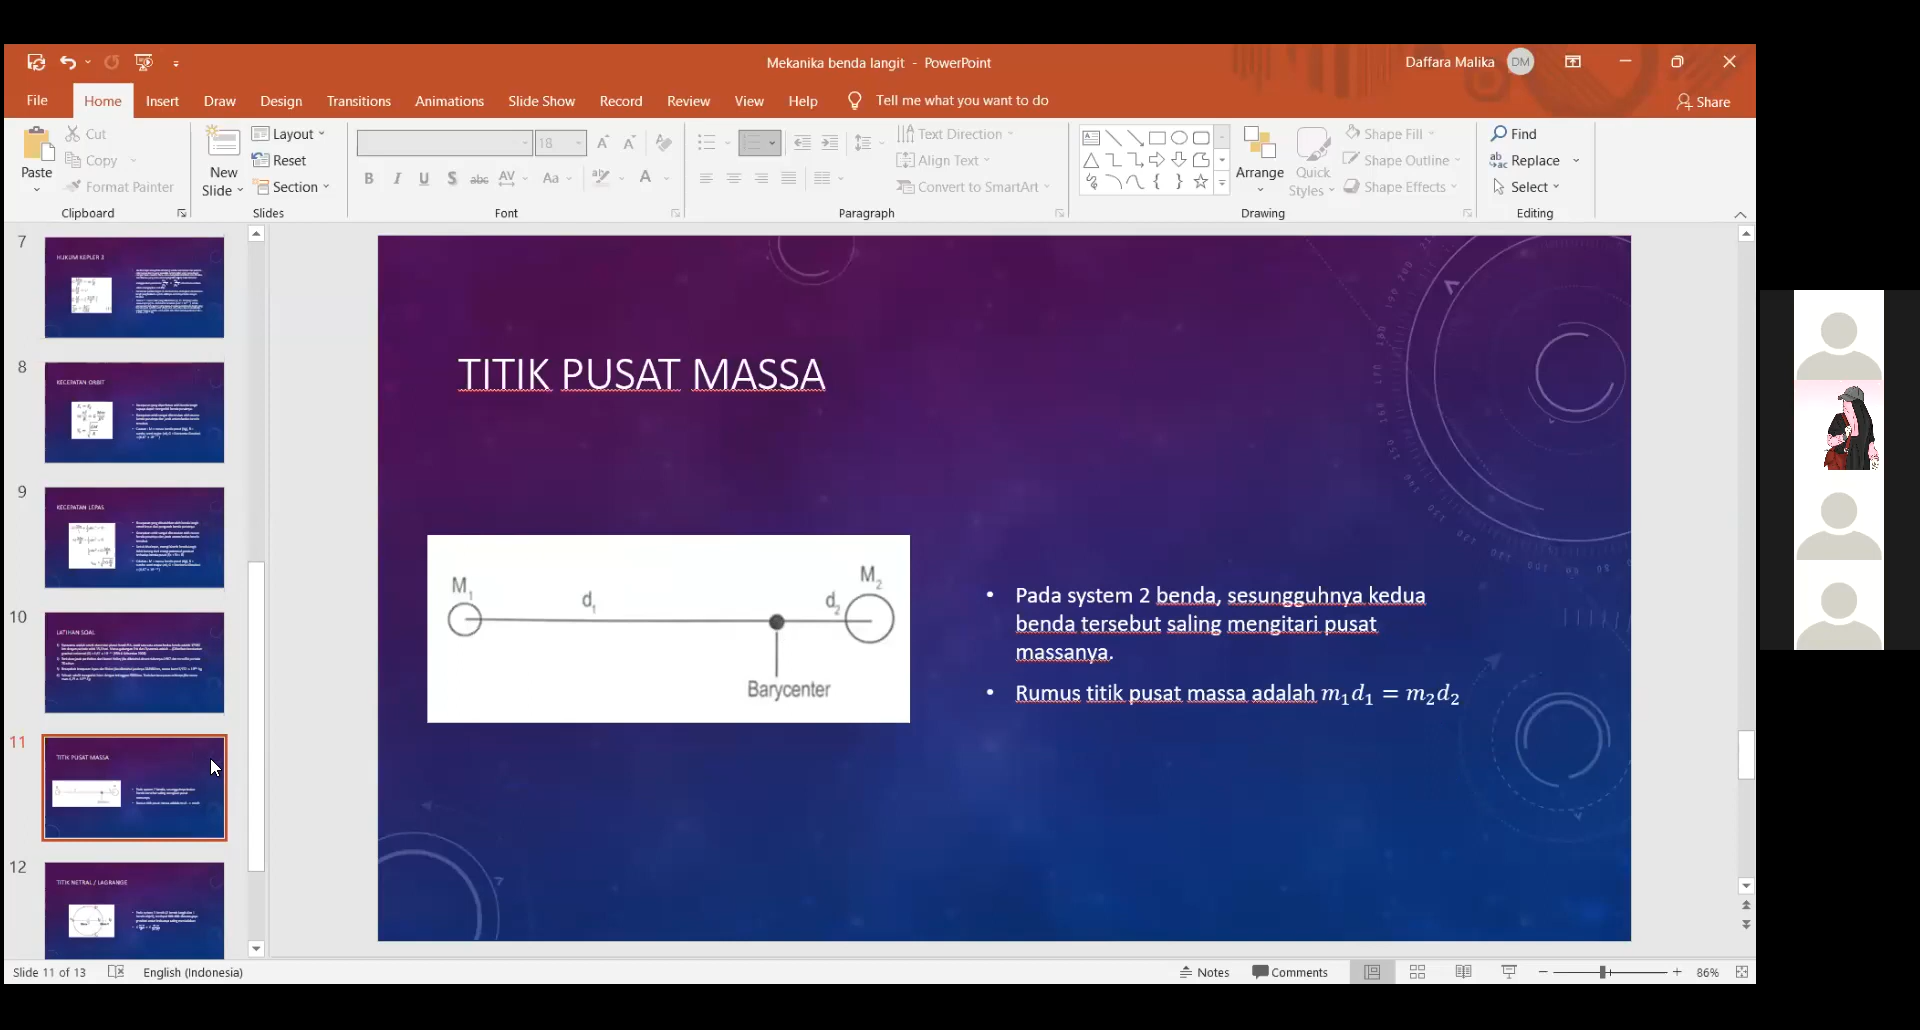 Mekanika benda langit - PowerPoint
Daffara Malika
DM
File
Home
Insert
Draw
Design
Transitions
Animations
Slide Show
Record
Review
View
Help
Tell me what you want to do
Share
Paste
Cut
Copy
Format Painter
Clipboard
New
Slide
Layout
Reset
Section
Slides
18
B I U S abc AV Aa
A
Font
Text Direction
Align Text
Convert to SmartArt
Paragraph
Arrange
Quick
Styles
Shape Fill
Shape Outline
Shape Effects
Drawing
Find
Replace
Select
Editing
7
HUKUM KEPLER 3
8
KECEPATAN ORBIT
9
KECEPATAN LEPAS
10
LATIHAN SOAL
11
TITIK PUSAT MASSA
12
TITIK NETRAL / LAGRANGE
TITIK PUSAT MASSA
M₁
d₁
d₂
M₂
Barycenter
• Pada system 2 benda, sesungguhnya kedua
benda tersebut saling mengitari pusat
massanya.
• Rumus titik pusat massa adalah m₁d₁ = m₂d₂
Slide 11 of 13
English (Indonesia)
Notes
Comments
86%